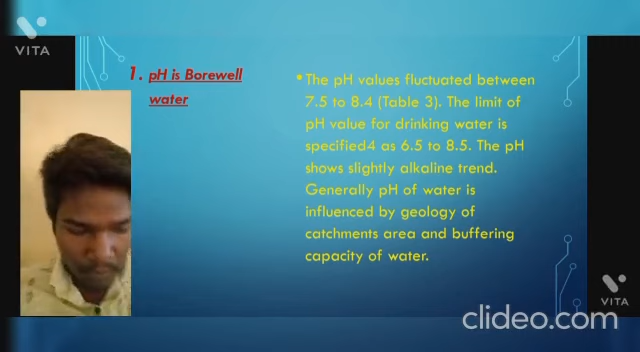 VITA
1. pH is Borewell
water
• The pH values fluctuated between
7.5 to 8.4 (Table 3). The limit of
pH value for drinking water is
specified4 as 6.5 to 8.5. The pH
shows slightly alkaline trend.
Generally pH of water is
influenced by geology of
catchments area and buffering
capacity of water.
VITA
clideo.com